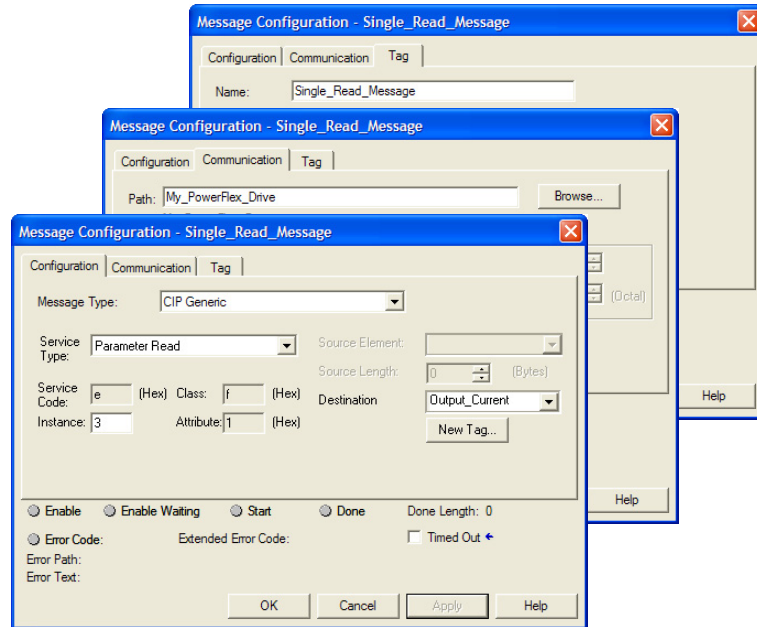 Message Configuration - Single_Read_Message
Configuration Communication Tag
Name: Single_Read_Message
Help
Message Configuration - Single_Read_Message
Configuration Communication Tag
Path: My_PowerFlex_Drive Browse...
(Octal)
Help
Message Configuration - Single_Read_Message
Configuration Communication Tag
Message Type: CIP Generic
Service Type: Parameter Read
Source Element:
Source Length: 0 (Bytes)
Service Code: e (Hex) Class: f (Hex) Destination Output_Current
Instance: 3 Attribute: 1 (Hex) New Tag...
Enable Enable Waiting Start Done Done Length: 0
Error Code: Extended Error Code: Timed Out
Error Path:
Error Text:
OK Cancel Apply Help